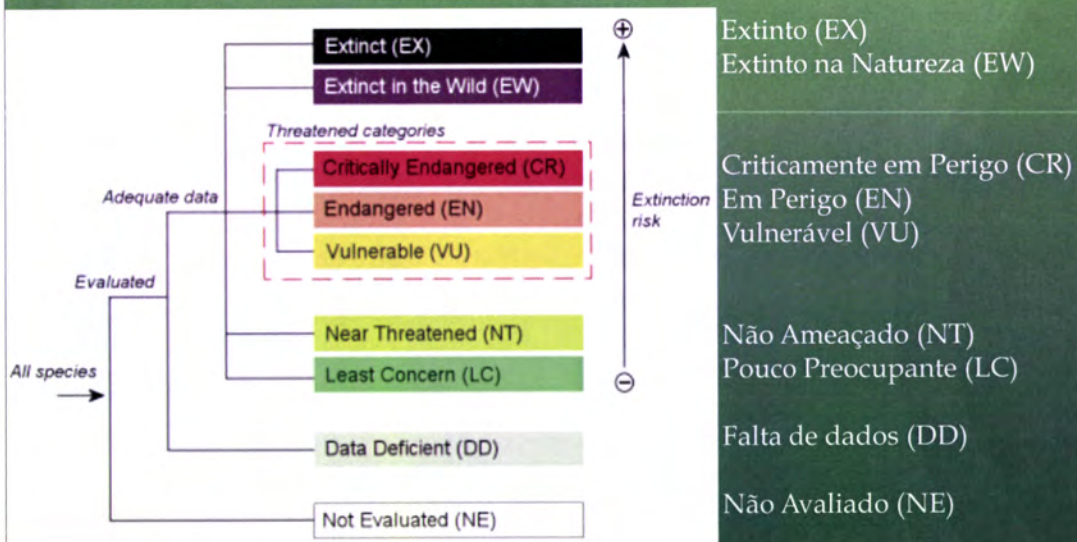 Extinct (EX)
Extinct in the Wild (EW)
Threatened categories
Critically Endangered (CR)
Adequate data
Endangered (EN)
Extinction
risk
Vulnerable (VU)
Evaluated
Near Threatened (NT)
All species
Least Concern (LC)
Data Deficient (DD)
Not Evaluated (NE)
Extinto (EX)
Extinto na Natureza (EW)
Criticamente em Perigo (CR)
Em Perigo (EN)
Vulnerável (VU)
Não Ameaçado (NT)
Pouco Preocupante (LC)
Falta de dados (DD)
Não Avaliado (NE)